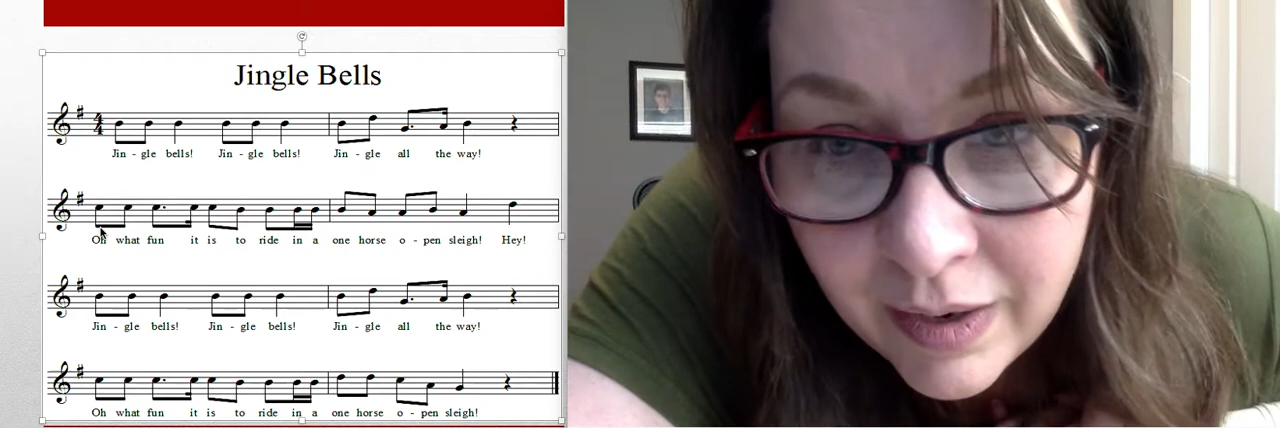 Jingle Bells
4
4
Jin - gle bells! Jin - gle bells! Jin - gle all the way!
Oh what fun it is to ride in a one horse o - pen sleigh! Hey!
Jin - gle bells! Jin - gle bells! Jin - gle all the way!
Oh what fun it is to ride in a one horse o - pen sleigh!